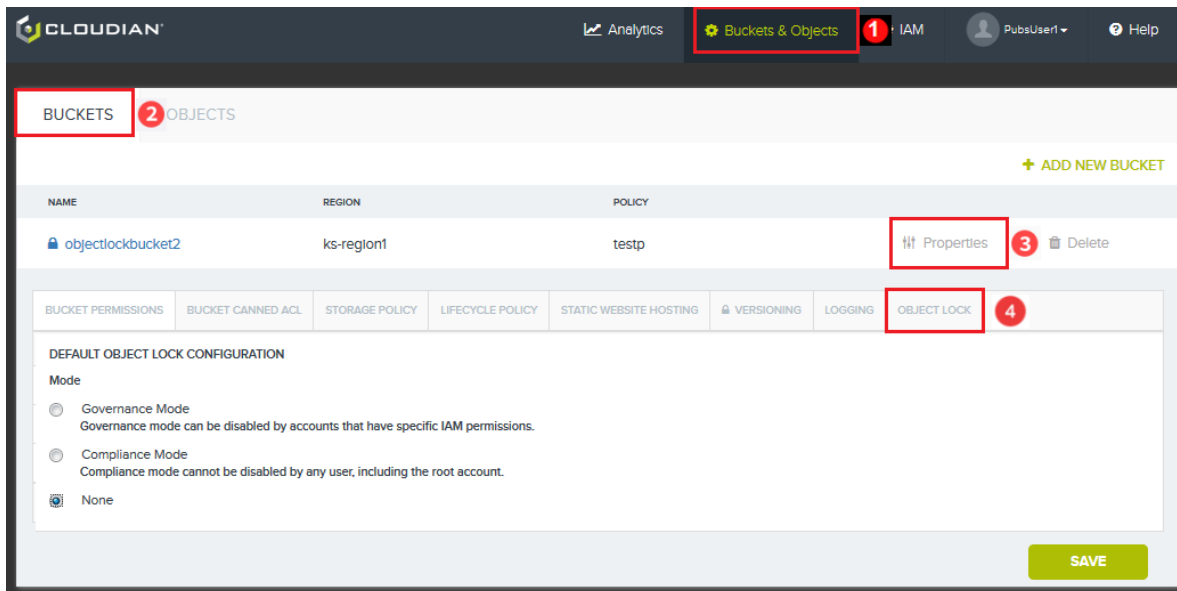 CLOUDIAN
Analytics Buckets & Objects 1 IAM PubsUser1 Help
BUCKETS 2 OBJECTS
+ ADD NEW BUCKET
NAME REGION POLICY
objectlockbucket2 ks-region1 testp Properties 3 Delete
BUCKET PERMISSIONS BUCKET CANNED ACL STORAGE POLICY LIFECYCLE POLICY STATIC WEBSITE HOSTING VERSIONING LOGGING OBJECT LOCK 4
DEFAULT OBJECT LOCK CONFIGURATION
Mode
Governance Mode
Governance mode can be disabled by accounts that have specific IAM permissions.
Compliance Mode
Compliance mode cannot be disabled by any user, including the root account.
None
SAVE